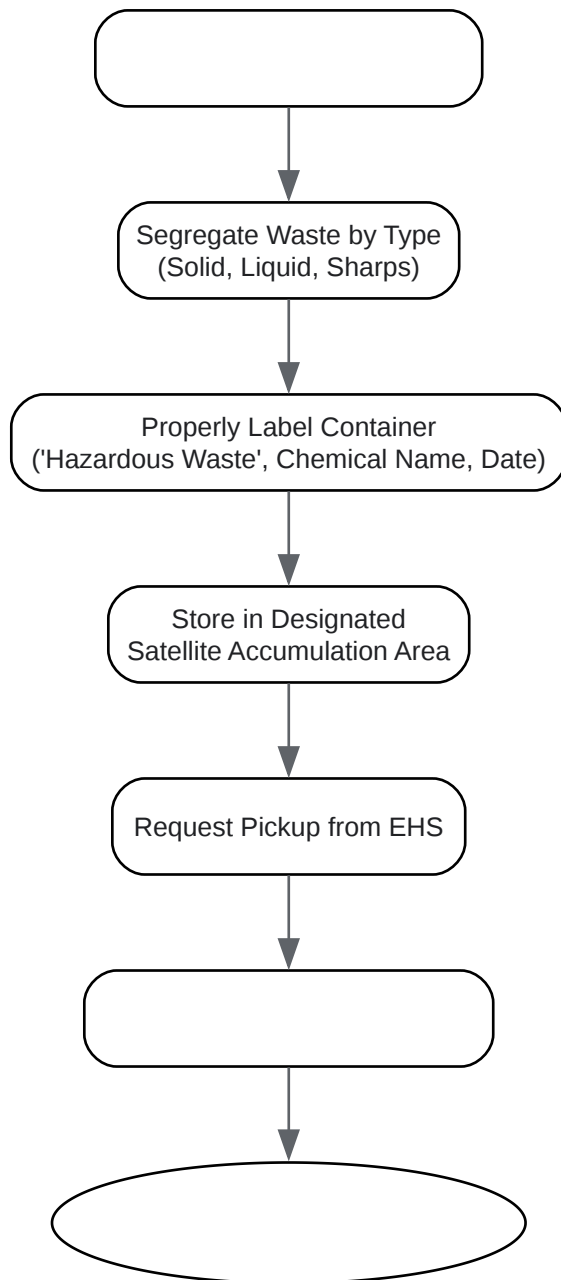 Segregate Waste by Type
(Solid, Liquid, Sharps)
Properly Label Container
('Hazardous Waste', Chemical Name, Date)
Store in Designated
Satellite Accumulation Area
Request Pickup from EHS